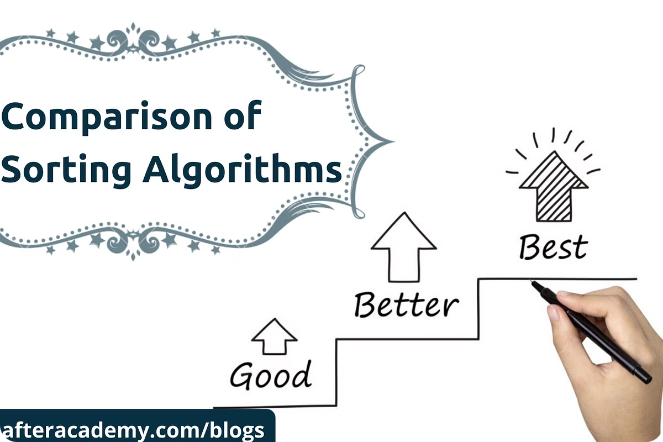 Comparison of
Sorting Algorithms
Best
Better
Good
afteracademy.com/blogs